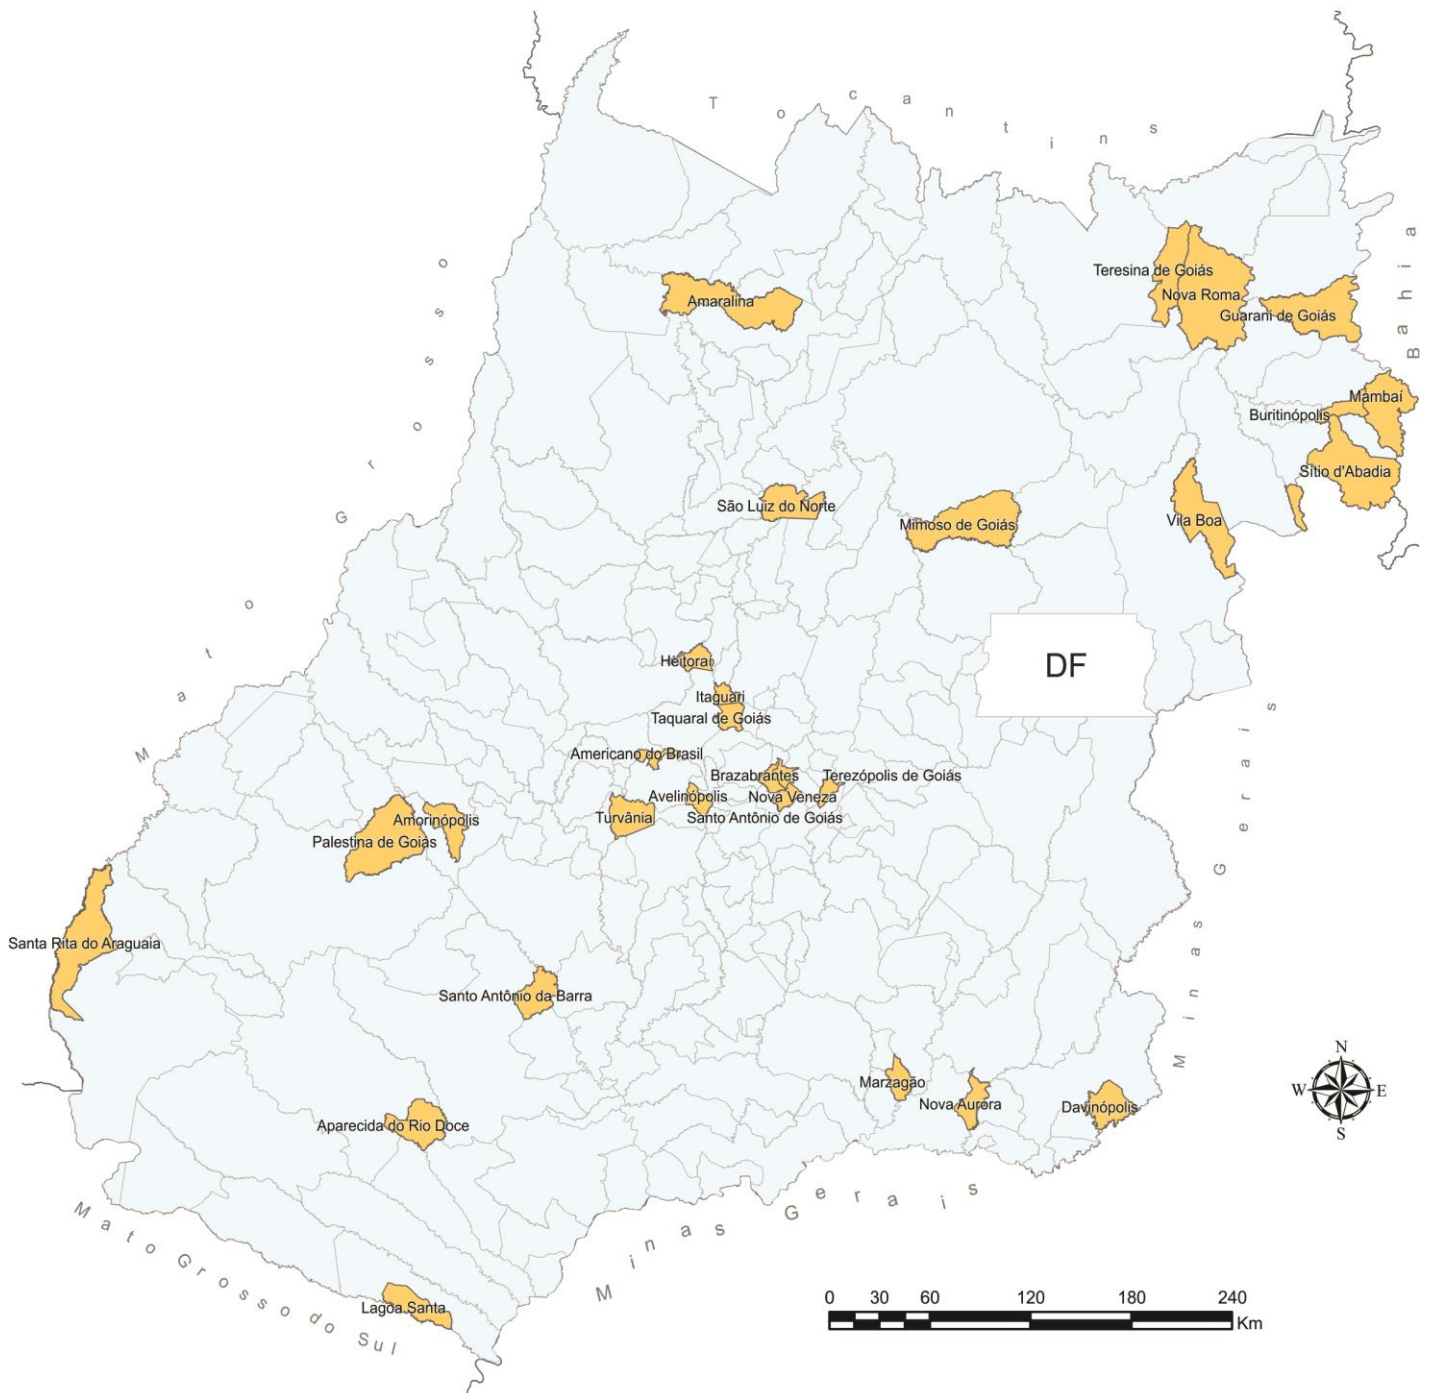 Tocantins
Mato Grosso
Bahia
Teresina de Goiás
Nova Roma
Amaralina
Guarani de Goiás
Mambaí
Buritinópolis
Sítio d'Abadia
São Luiz do Norte
Mimoso de Goiás
Vila Boa
Heitoraí
DF
Itaguari
Taquaral de Goiás
Minas Gerais
Americano do Brasil
Brazabrantes
Terezópolis de Goiás
Avelinópolis
Nova Veneza
Turvânia
Santo Antônio de Goiás
Amorinópolis
Palestina de Goiás
Santa Rita do Araguaia
Santo Antônio da Barra
Marzagão
Nova Aurora
Davinópolis
N
W E
S
Aparecida do Rio Doce
Minas Gerais
Mato Grosso do Sul
Lagoa Santa
0 30 60 120 180 240
Km